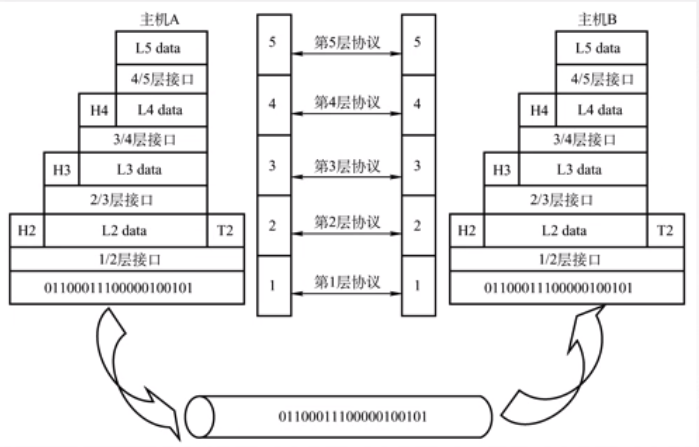 主机A
主机B
L5 data
5
第5层协议
5
L5 data
4/5层接口
4/5层接口
H4
L4 data
4
第4层协议
4
H4
L4 data
3/4层接口
3/4层接口
H3
L3 data
3
第3层协议
3
H3
L3 data
2/3层接口
2/3层接口
H2
L2 data
T2
2
第2层协议
2
H2
L2 data
T2
1/2层接口
1/2层接口
01100011100000100101
1
第1层协议
1
01100011100000100101
01100011100000100101